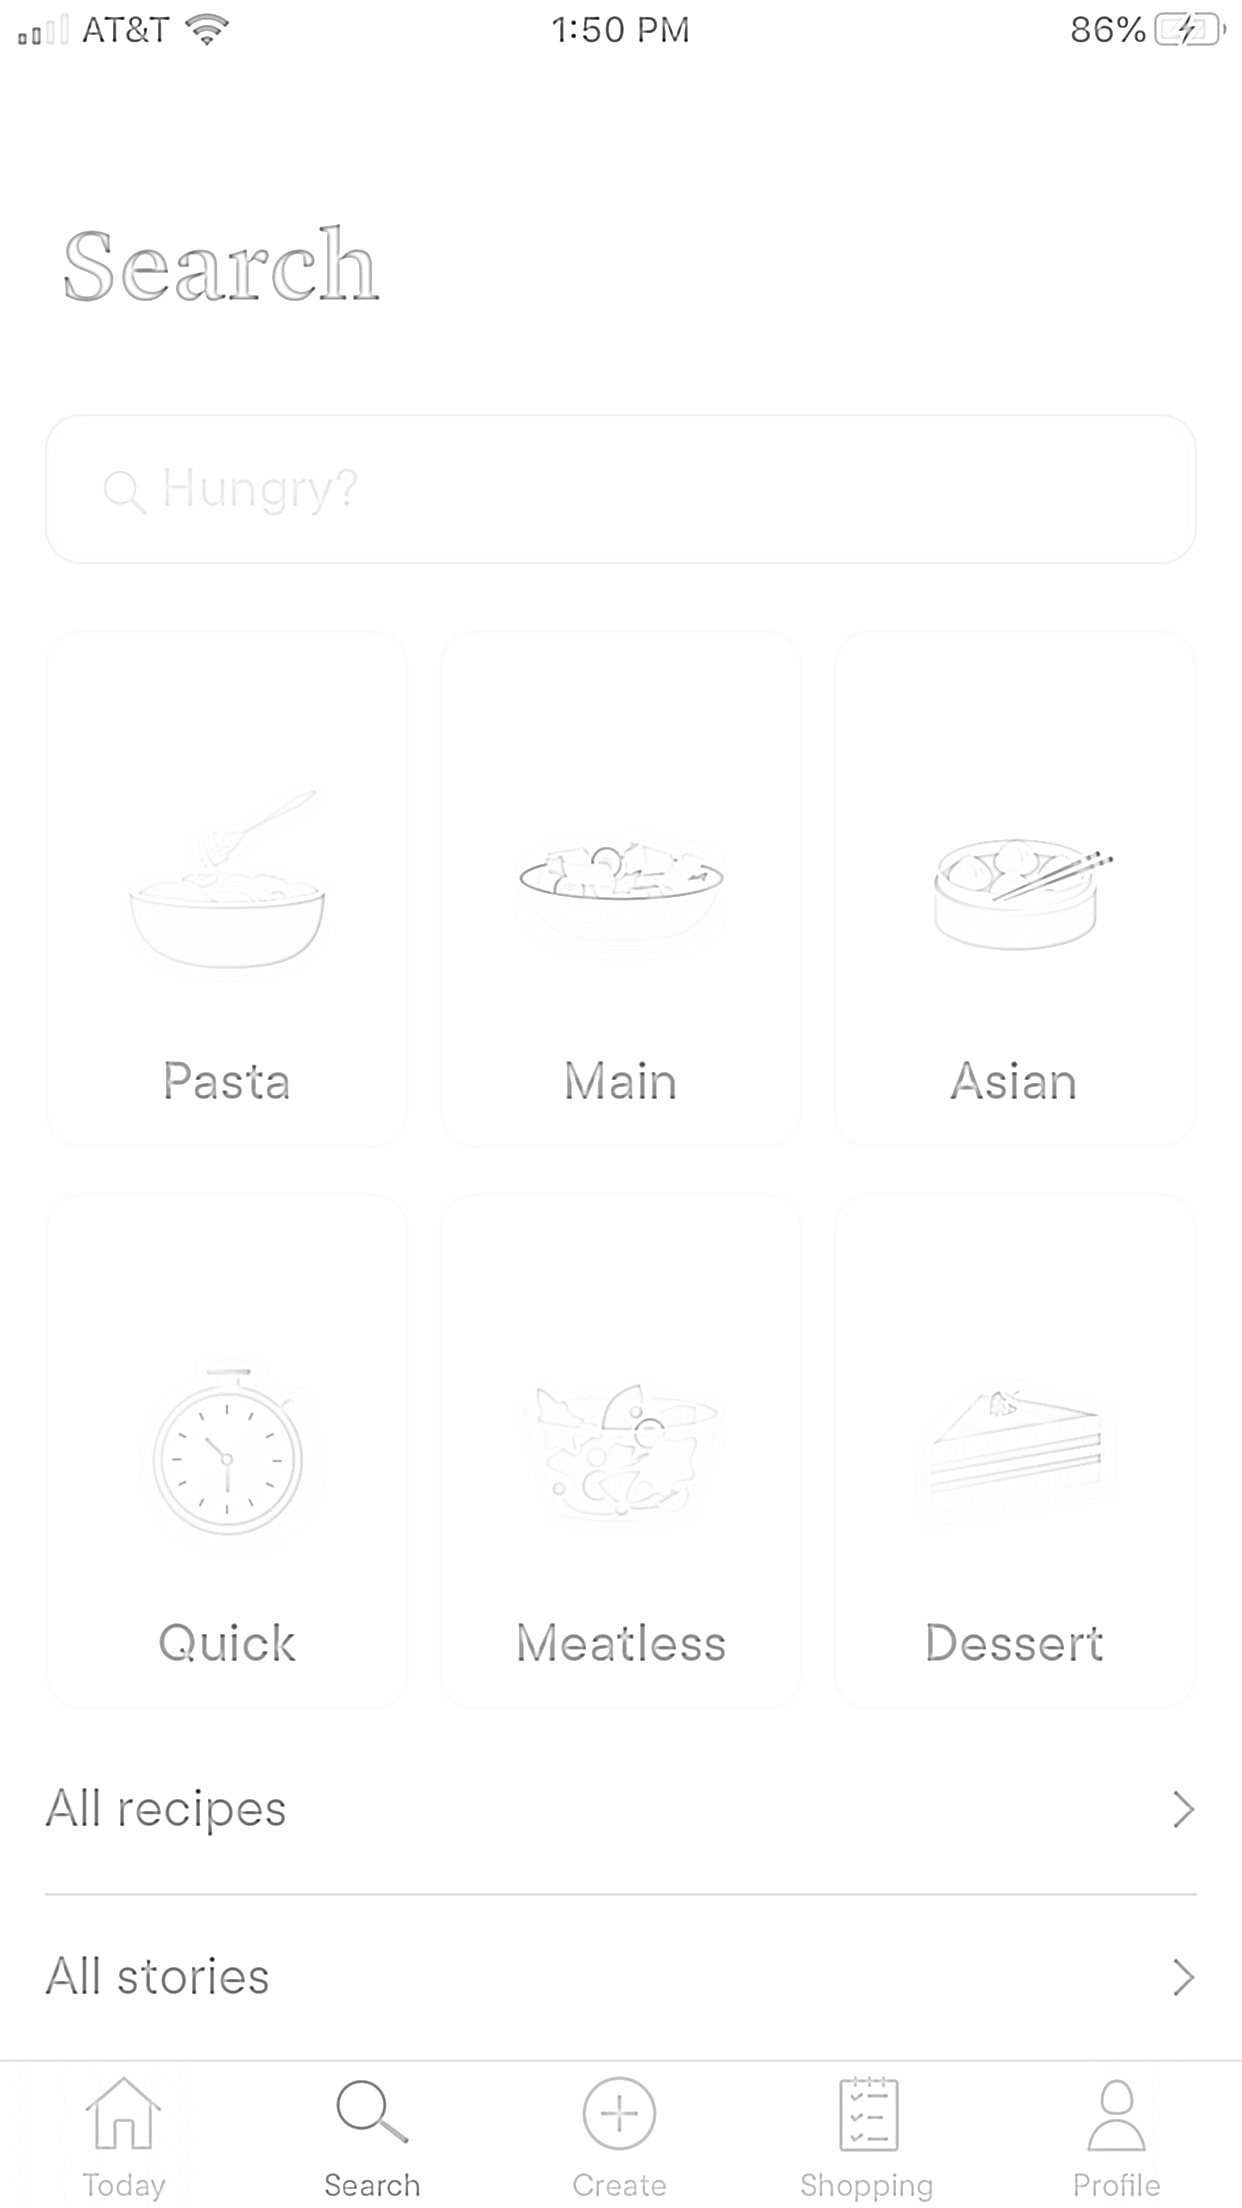 AT&T 1:50 PM 86%
Search
Hungry?
Pasta Main Asian
Quick Meatless Dessert
All recipes
All stories
Today Search Create Shopping Profile